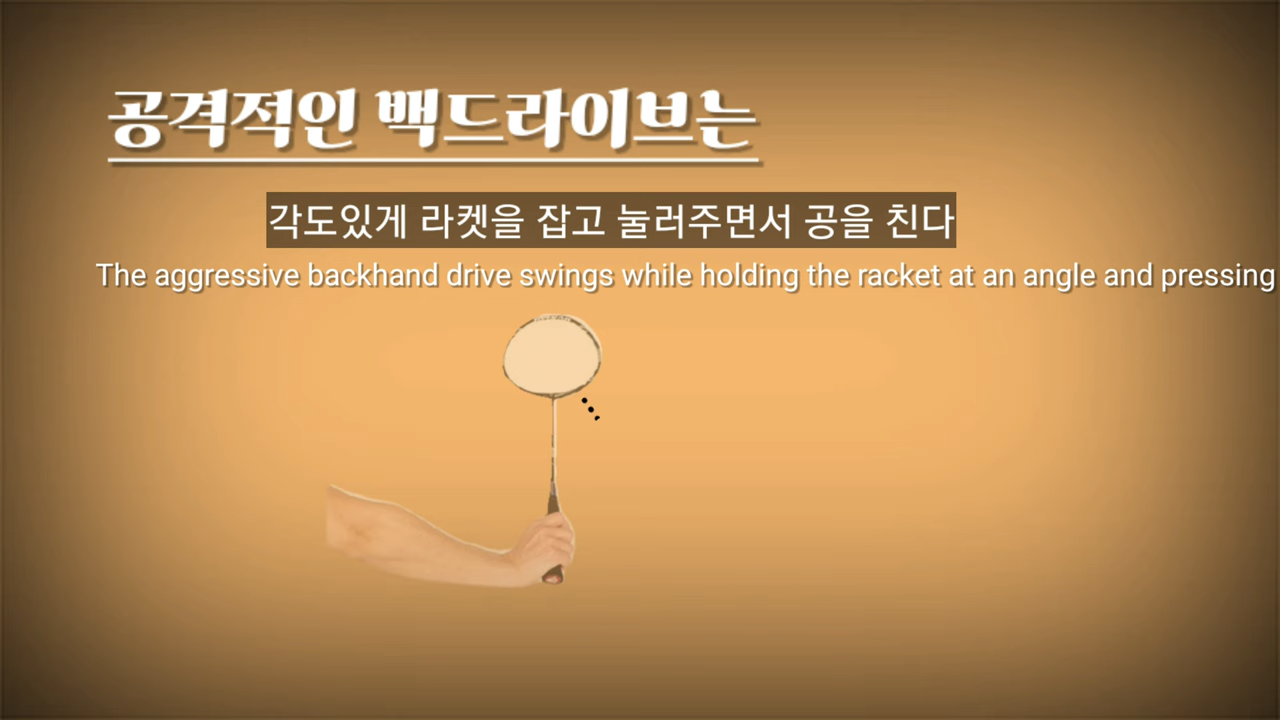 공격적인 백드라이브는
각도있게 라켓을 잡고 눌러주면서 공을 친다
The aggressive backhand drive swings while holding the racket at an angle and pressing